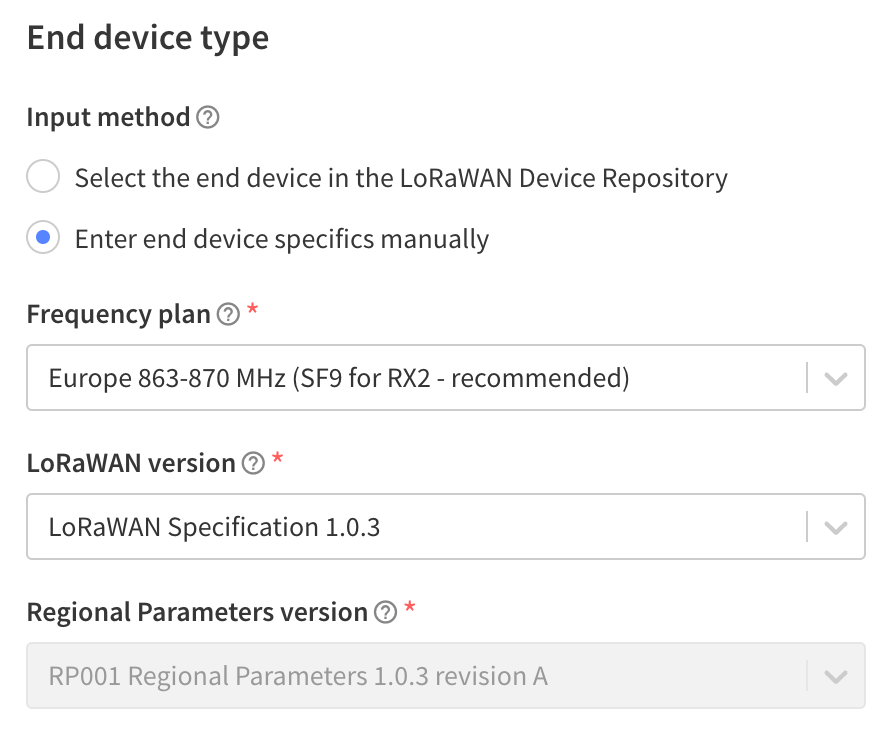 End device type
Input method ?
Select the end device in the LoRaWAN Device Repository
Enter end device specifics manually
Frequency plan ? *
Europe 863-870 MHz (SF9 for RX2 - recommended)
LoRaWAN version ? *
LoRaWAN Specification 1.0.3
Regional Parameters version ? *
RP001 Regional Parameters 1.0.3 revision A